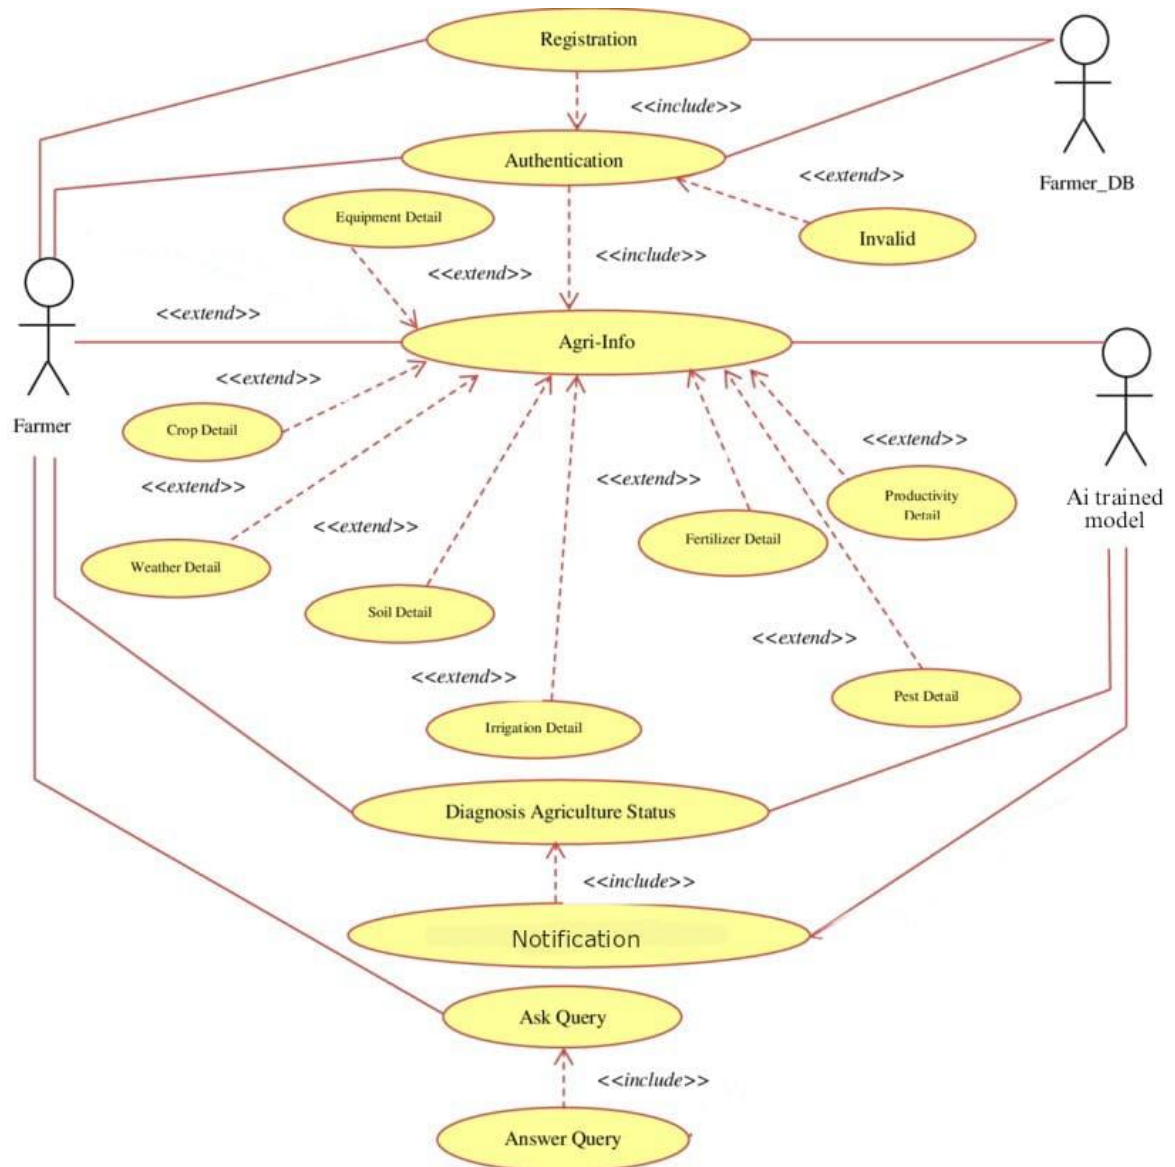 Registration
<<include>>
Authentication
<<extend>>
Farmer_DB
Equipment Detail
Invalid
<<include>>
<<extend>>
<<extend>>
Agri-Info
<<extend>>
Farmer
Crop Detail
<<extend>>
<<extend>>
<<extend>>
Productivity
Detail
Ai trained
model
<<extend>>
Fertilizer Detail
Weather Detail
Soil Detail
<<extend>>
<<extend>>
Pest Detail
Irrigation Detail
Diagnosis Agriculture Status
<<include>>
Notification
Ask Query
<<include>>
Answer Query